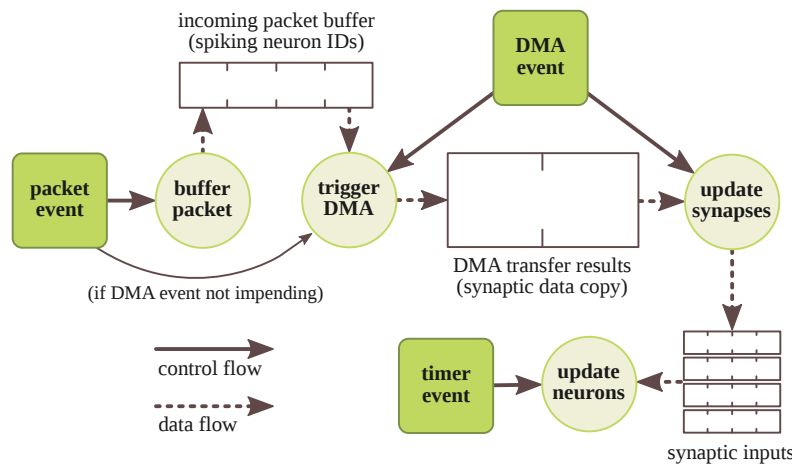 incoming packet buffer
(spiking neuron IDs)
DMA
event
packet
event
buffer
packet
trigger
DMA
update
synapses
DMA transfer results
(synaptic data copy)
(if DMA event not impending)
control flow
data flow
timer
event
update
neurons
synaptic inputs